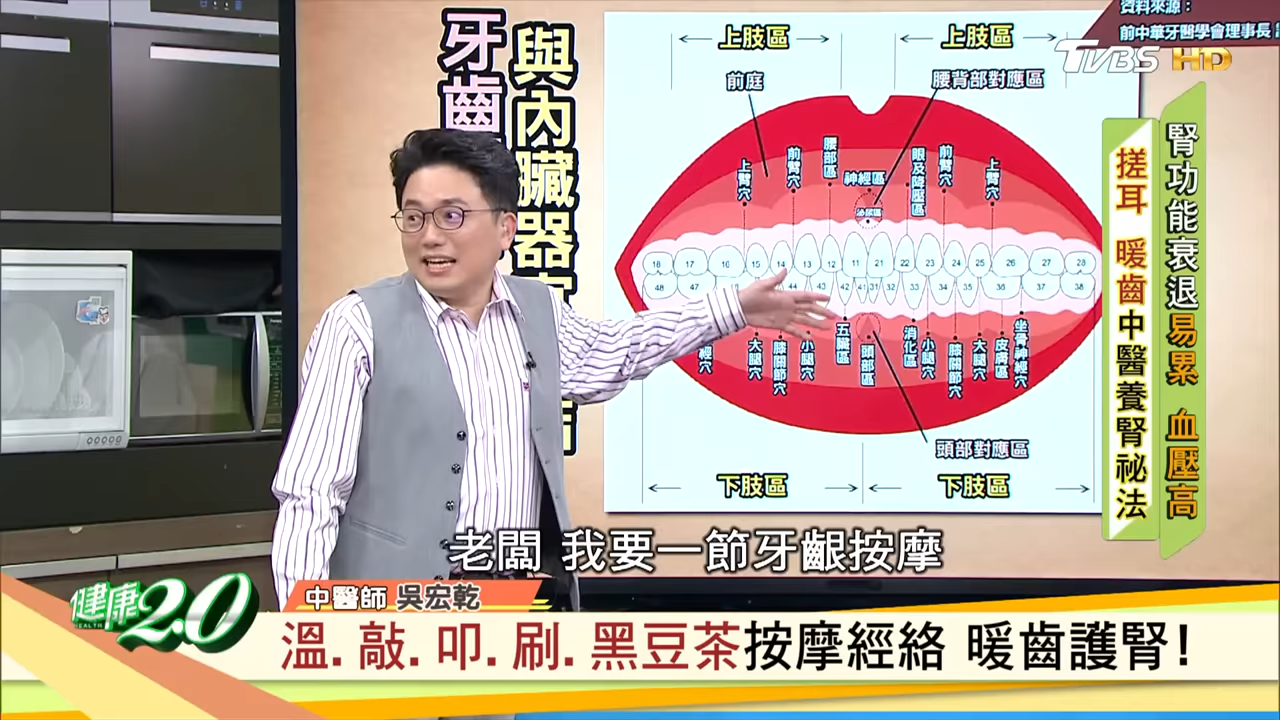 資料來源：
前中華牙醫學會理事長
TVBS HD
牙齒
與內臟器官
上肢區
上肢區
前庭
腰背部對應區
上臂穴
前臂穴
腰部區
神經區
泌尿區
眼及降壓區
前臂穴
上臂穴
18 17 16 15 14 13 12 11 21 22 23 24 25 26 27 28
48 47 44 43 42 41 31 32 33 34 35 36 37 38
經穴
大腿穴
膝關節穴
小腿穴
五臟區
頭部區
消化區
小腿穴
膝關節穴
大腿穴
皮膚區
坐骨神經穴
頭部對應區
下肢區
下肢區
腎功能衰退易累 血壓高
搓耳 暖齒中醫養腎祕法
老闆 我要一節牙齦按摩
健康2.0
HEALTH
中醫師 吳宏乾
溫.敲.叩.刷.黑豆茶按摩經絡 暖齒護腎!